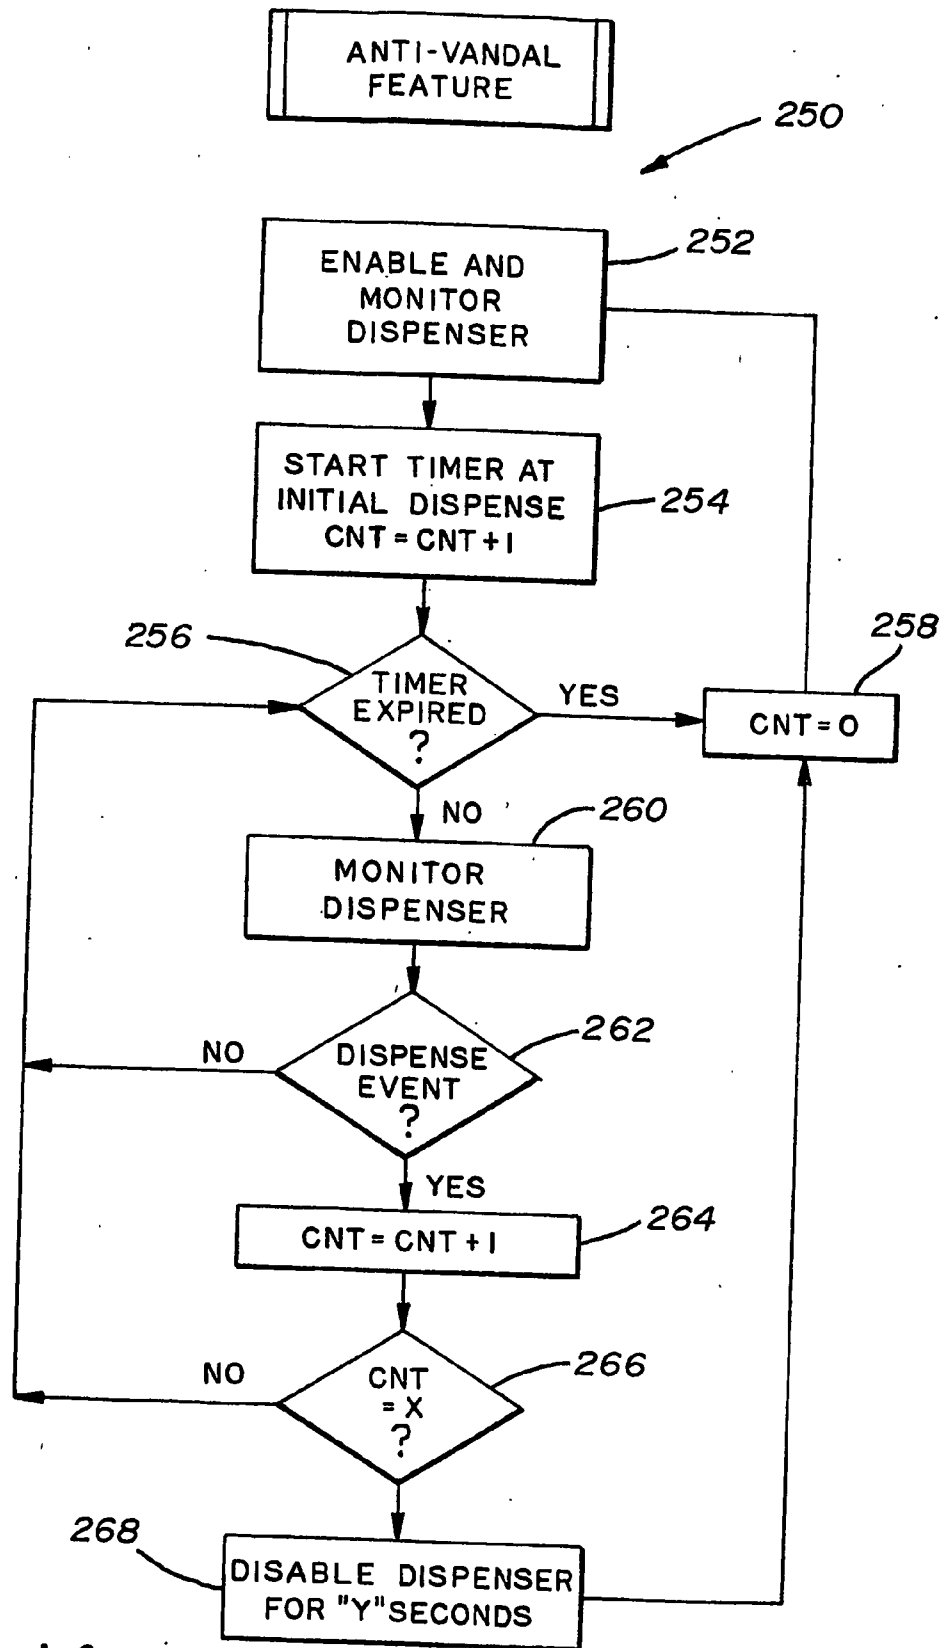 ANTI-VANDAL
FEATURE
250
252
ENABLE AND
MONITOR
DISPENSER
START TIMER AT
INITIAL DISPENSE
CNT = CNT + 1
254
256
TIMER
EXPIRED
?
YES
258
CNT = 0
NO
260
MONITOR
DISPENSER
262
DISPENSE
EVENT
?
NO
YES
264
CNT = CNT + 1
266
CNT
= X
?
NO
268
DISABLE DISPENSER
FOR "Y" SECONDS